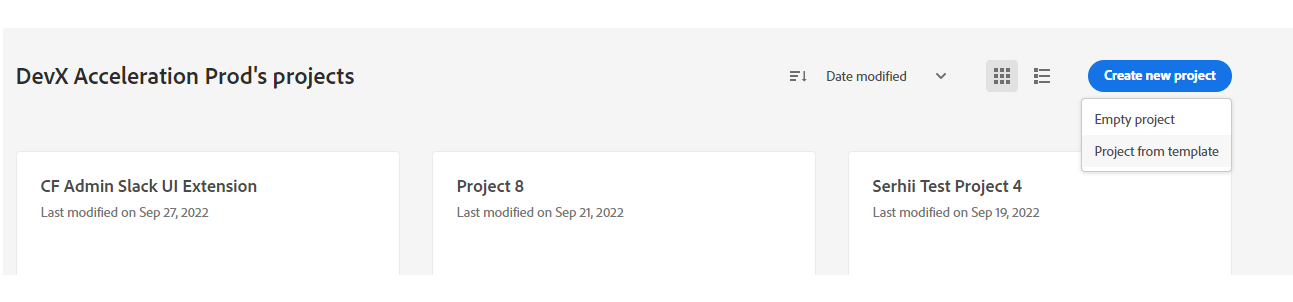 DevX Acceleration Prod's projects
Date modified
Create new project
Empty project
Project from template
CF Admin Slack UI Extension
Last modified on Sep 27, 2022
Project 8
Last modified on Sep 21, 2022
Serhii Test Project 4
Last modified on Sep 19, 2022